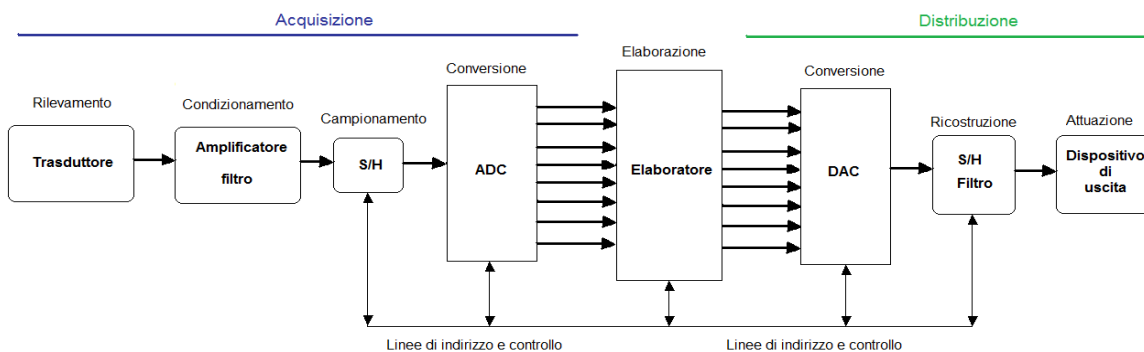 Acquisizione
Distribuzione
Elaborazione
Conversione
Conversione
Rilevamento
Condizionamento
Campionamento
Ricostruzione
Attuazione
Trasduttore
Amplificatore
filtro
S/H
ADC
Elaboratore
DAC
S/H
Filtro
Dispositivo
di
uscita
Linee di indirizzo e controllo
Linee di indirizzo e controllo